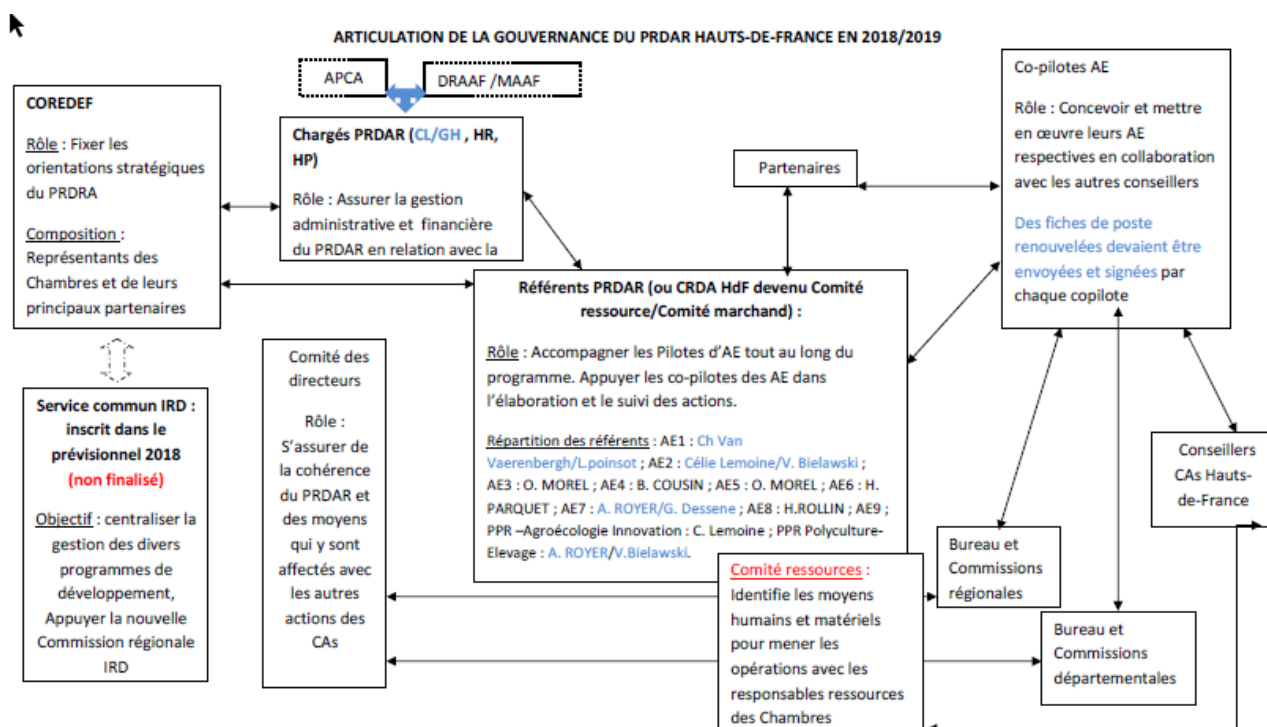 ARTICULATION DE LA GOUVERNANCE DU PRDAR HAUTS-DE-FRANCE EN 2018/2019
APCA
DRAAF /MAAF
COREDEF
Rôle : Fixer les
orientations stratégiques
du PRDRA
Composition :
Représentants des
Chambres et de leurs
principaux partenaires
Chargés PRDAR (CL/GH , HR,
HP)
Rôle : Assurer la gestion
administrative et financière
du PRDAR en relation avec la
Partenaires
Co-pilotes AE
Rôle : Concevoir et mettre
en œuvre leurs AE
respectives en collaboration
avec les autres conseillers
Des fiches de poste
renouvelées devaient être
envoyées et signées par
chaque copilote
Référents PRDAR (ou CRDA HdF devenu Comité
ressource/Comité marchand) :
Rôle : Accompagner les Pilotes d’AE tout au long du
programme. Appuyer les co-pilotes des AE dans
l’élaboration et le suivi des actions.
Répartition des référents : AE1 : Ch Van
Vaerenbergh/L.poinsot ; AE2 : Célie Lemoine/V. Bielawski ;
AE3 : O. MOREL ; AE4 : B. COUSIN ; AE5 : O. MOREL ; AE6 : H.
PARQUET ; AE7 : A. ROYER/G. Dessene ; AE8 : H.ROLLIN ; AE9 ;
PPR –Agroécologie Innovation : C. Lemoine ; PPR Polyculture-
Elevage : A. ROYER/V.Bielawski.
Service commun IRD :
inscrit dans le
prévisionnel 2018
(non finalisé)
Objectif : centraliser la
gestion des divers
programmes de
développement,
Appuyer la nouvelle
Commission régionale
IRD
Comité des
directeurs
Rôle :
S’assurer de
la cohérence
du PRDAR et
des moyens
qui y sont
affectés avec
les autres
actions des
CAs
Comité ressources :
Identifie les moyens
humains et matériels
pour mener les
opérations avec les
responsables ressources
des Chambres
Bureau et
Commissions
régionales
Bureau et
Commissions
départementales
Conseillers
CAs Hauts-
de-France